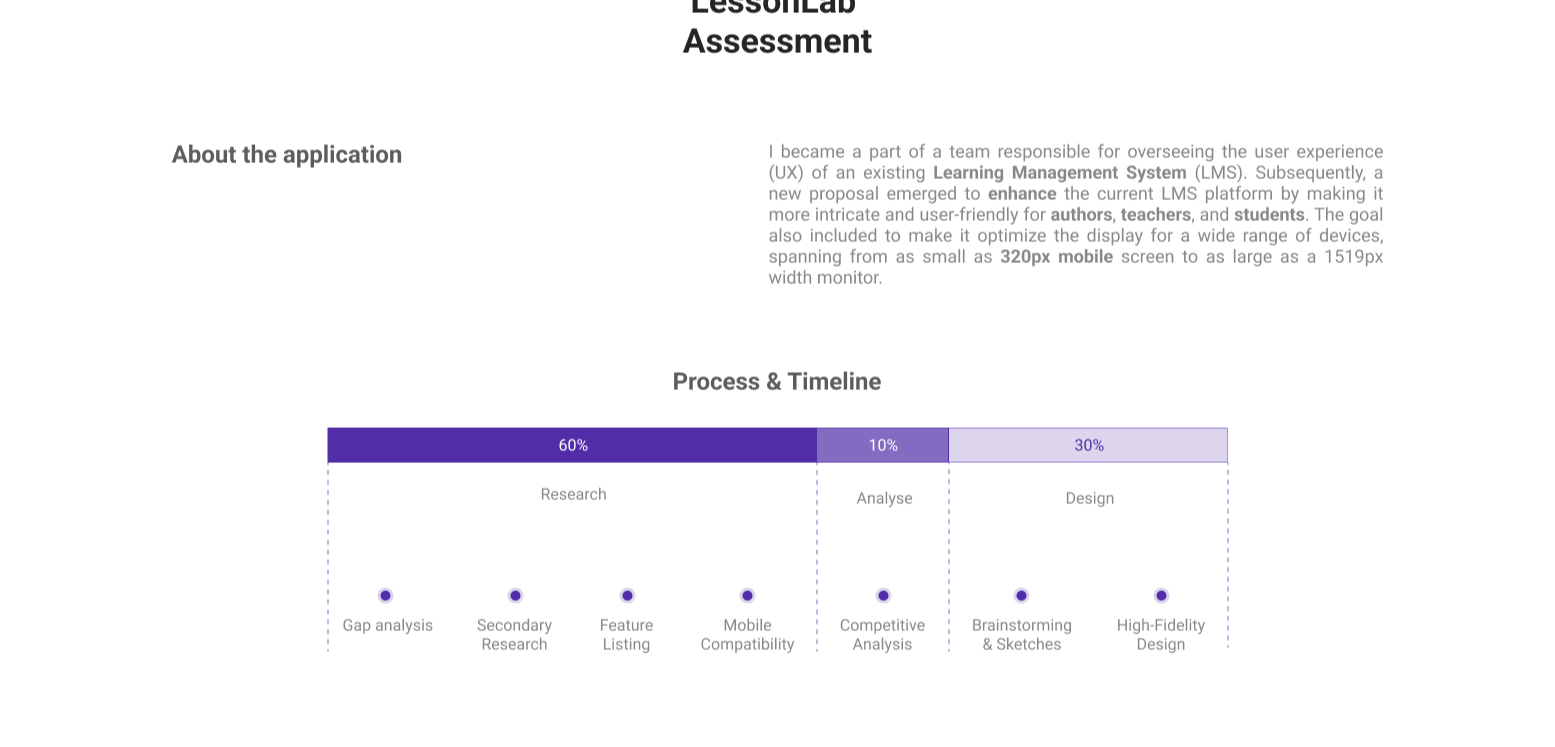 LessonLab
Assessment
About the application
I became a part of a team responsible for overseeing the user experience
(UX) of an existing Learning Management System (LMS). Subsequently, a
new proposal emerged to enhance the current LMS platform by making it
more intricate and user-friendly for authors, teachers, and students. The goal
also included to make it optimize the display for a wide range of devices,
spanning from as small as 320px mobile screen to as large as a 1519px
width monitor.
Process & Timeline
60%
10%
30%
Research
Analyse
Design
Gap analysis
Secondary
Research
Feature
Listing
Mobile
Compatibility
Competitive
Analysis
Brainstorming
& Sketches
High-Fidelity
Design